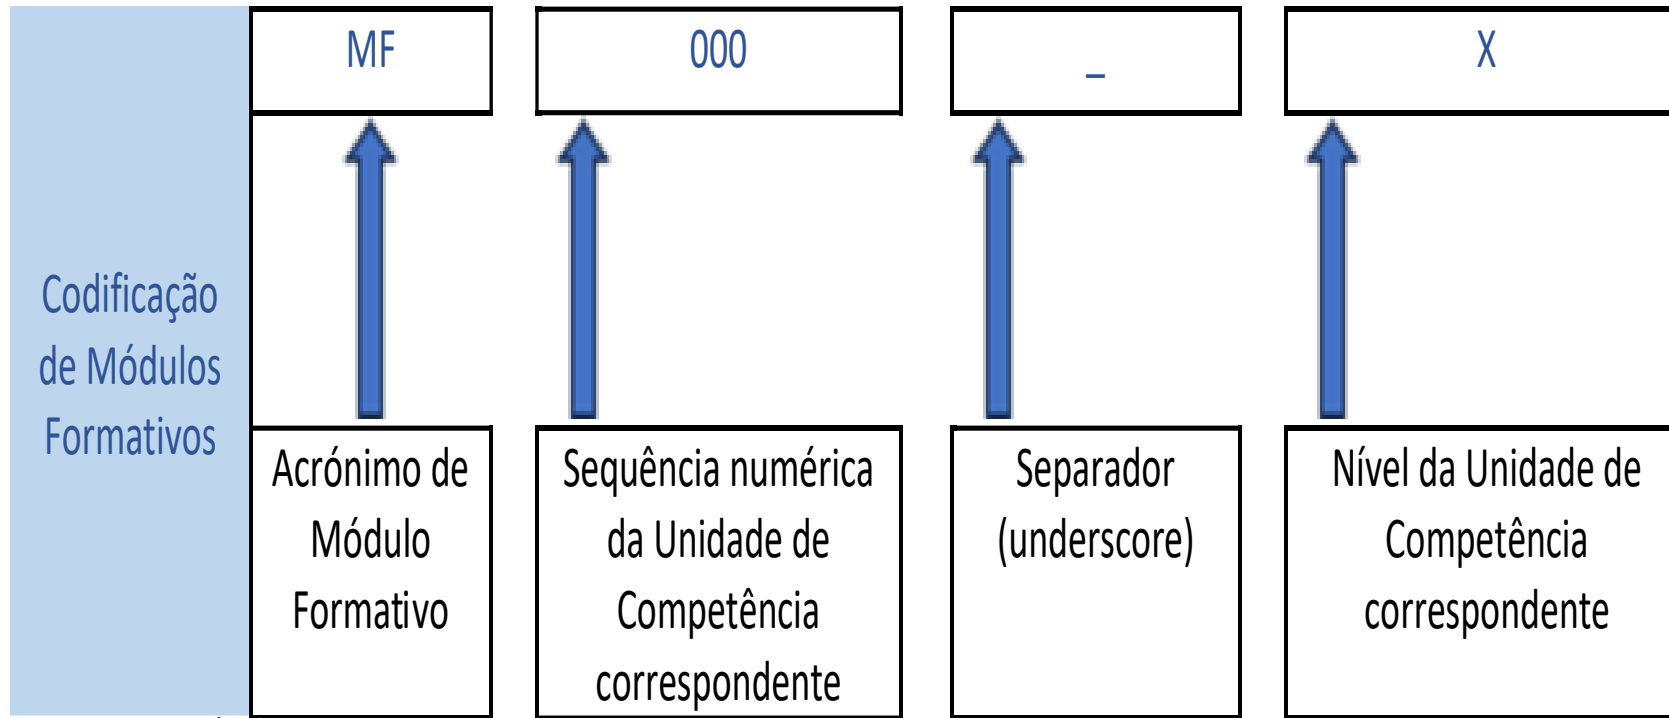 MF
000
_
X
Codificação
de Módulos
Formativos
Acrónimo de
Módulo
Formativo
Sequência numérica
da Unidade de
Competência
correspondente
Separador
(underscore)
Nível da Unidade de
Competência
correspondente